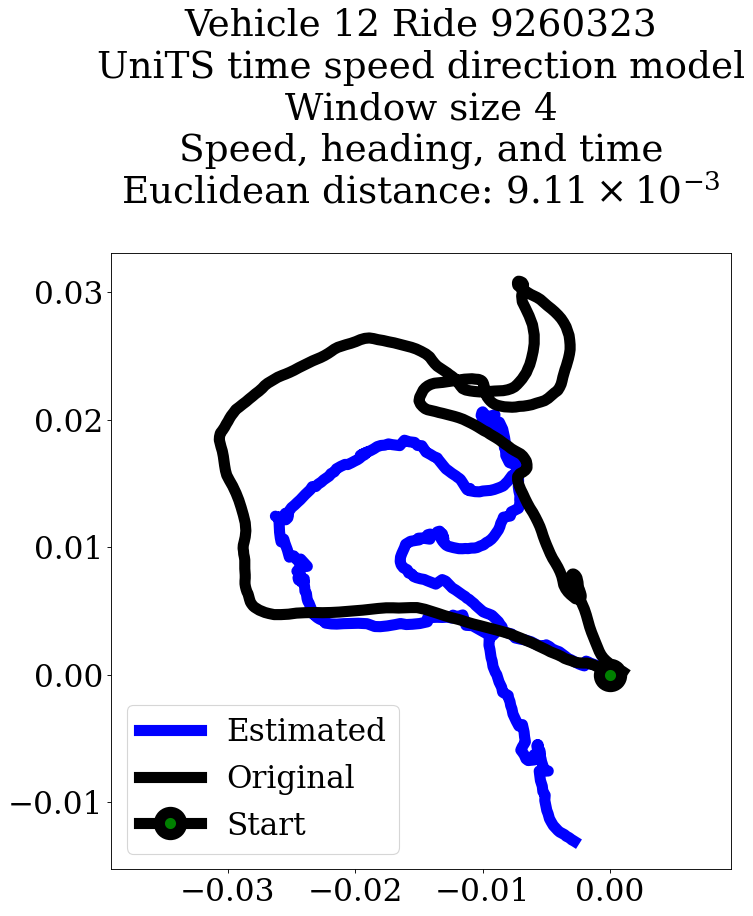 Vehicle 12 Ride 9260323
UniTS time speed direction model
Window size 4
Speed, heading, and time
Euclidean distance: 9.11 × 10⁻³
0.03
0.02
0.01
0.00
−0.01
Estimated
Original
Start
−0.03 −0.02 −0.01 0.00